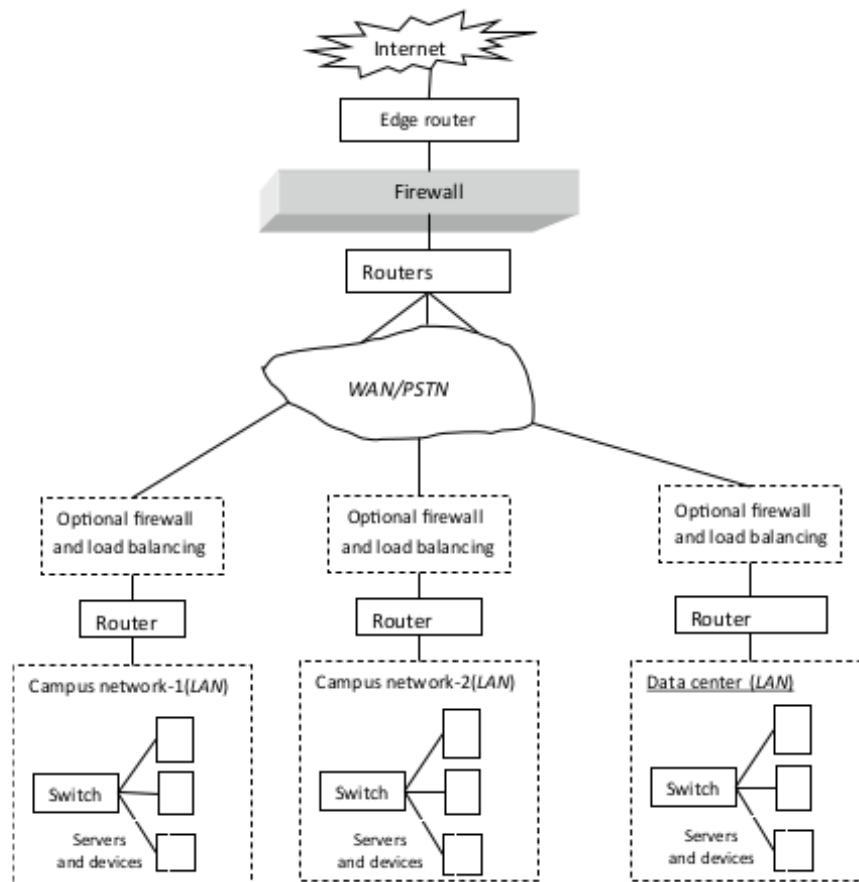 Internet
Edge router
Firewall
Routers
WAN/PSTN
Optional firewall
and load balancing
Optional firewall
and load balancing
Optional firewall
and load balancing
Router
Router
Router
Campus network-1(LAN)
Campus network-2(LAN)
Data center (LAN)
Switch
Switch
Switch
Servers
and devices
Servers
and devices
Servers
and devices